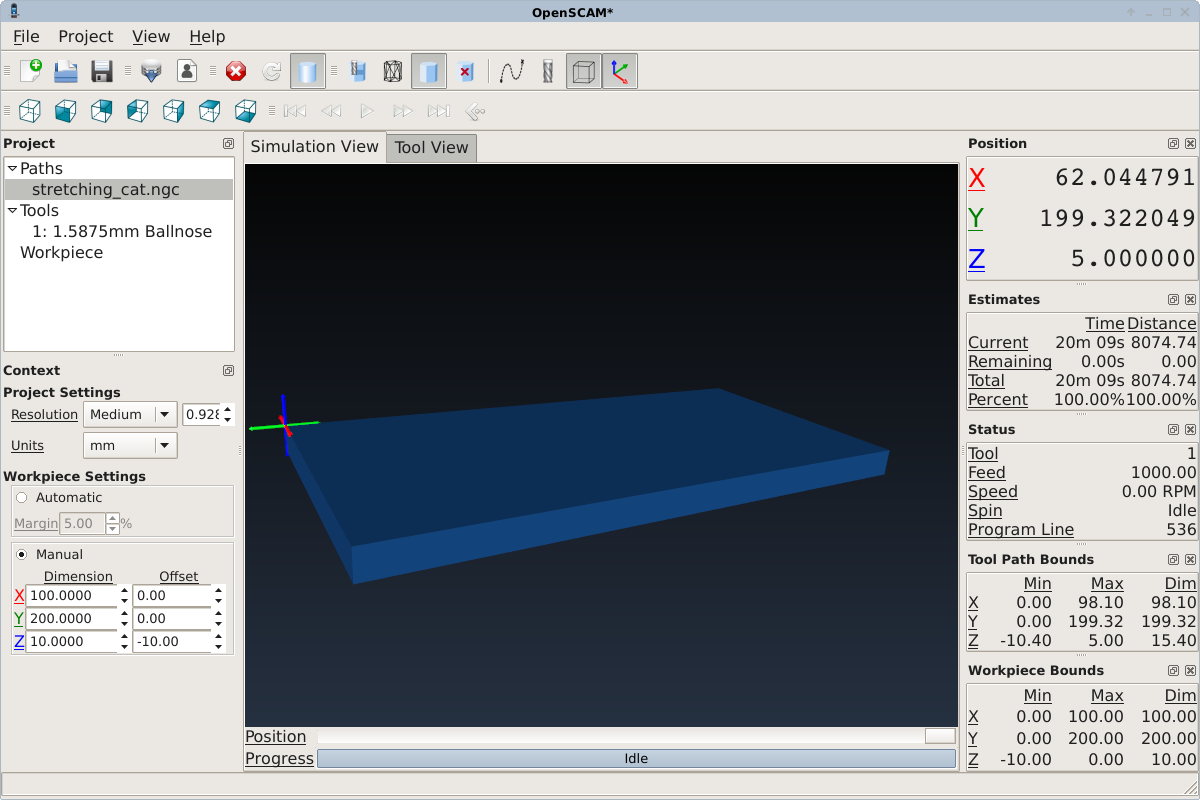 OpenSCAM*
File Project View Help
Project
Paths
stretching_cat.ngc
Tools
1: 1.5875mm Ballnose
Workpiece
Context
Project Settings
Resolution Medium 0.928
Units mm
Workpiece Settings
Automatic
Margin 5.00 %
Manual
Dimension Offset
X 100.0000 0.00
Y 200.0000 0.00
Z 10.0000 -10.00
Simulation View Tool View
Position
Progress Idle
Position
X 62.044791
Y 199.322049
Z 5.000000
Estimates
Time Distance
Current 20m 09s 8074.74
Remaining 0.00s 0.00
Total 20m 09s 8074.74
Percent 100.00% 100.00%
Status
Tool 1
Feed 1000.00
Speed 0.00 RPM
Spin Idle
Program Line 536
Tool Path Bounds
Min Max Dim
X 0.00 98.10 98.10
Y 0.00 199.32 199.32
Z -10.40 5.00 15.40
Workpiece Bounds
Min Max Dim
X 0.00 100.00 100.00
Y 0.00 200.00 200.00
Z -10.00 0.00 10.00